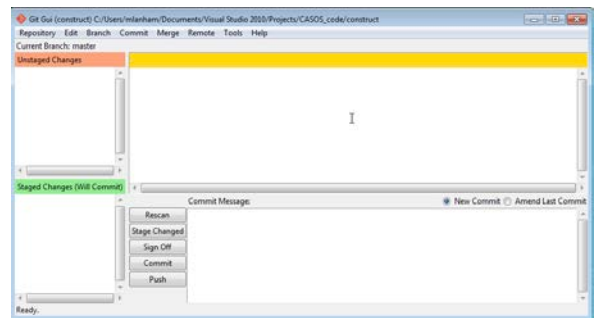 Git Gui (construct) C:/Users/mlanham/Documents/Visual Studio 2010/Projects/CASOS_code/construct
Repository Edit Branch Commit Merge Remote Tools Help
Current Branch: master
Unstaged Changes
Staged Changes (Will Commit)
Commit Message:
New Commit Amend Last Commit
Rescan
Stage Changed
Sign Off
Commit
Push
Ready.